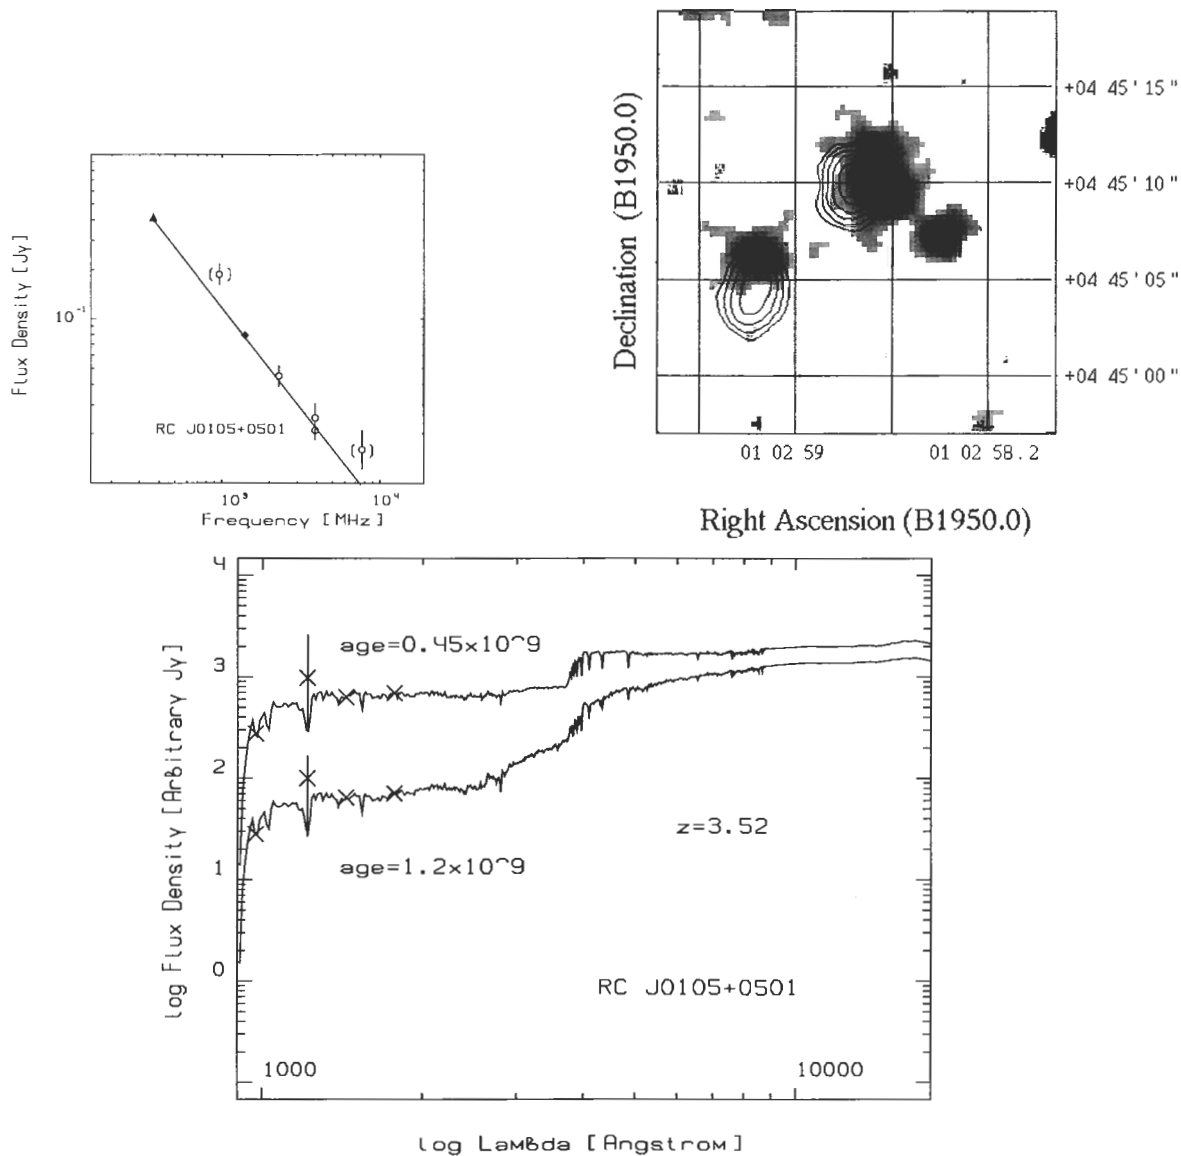 Flux Density [Jy]
10^-1
RC J0105+0501
10^3
10^4
Frequency [MHz]
Declination (B1950.0)
+04 45'15"
+04 45'10"
+04 45'05"
+04 45'00"
01 02 59
01 02 58.2
Right Ascension (B1950.0)
log Flux Density [Arbitrary Jy]
4
3
2
1
0
age=0.45x10^9
age=1.2x10^9
z=3.52
RC J0105+0501
1000
10000
log Lambda [Angstrom]